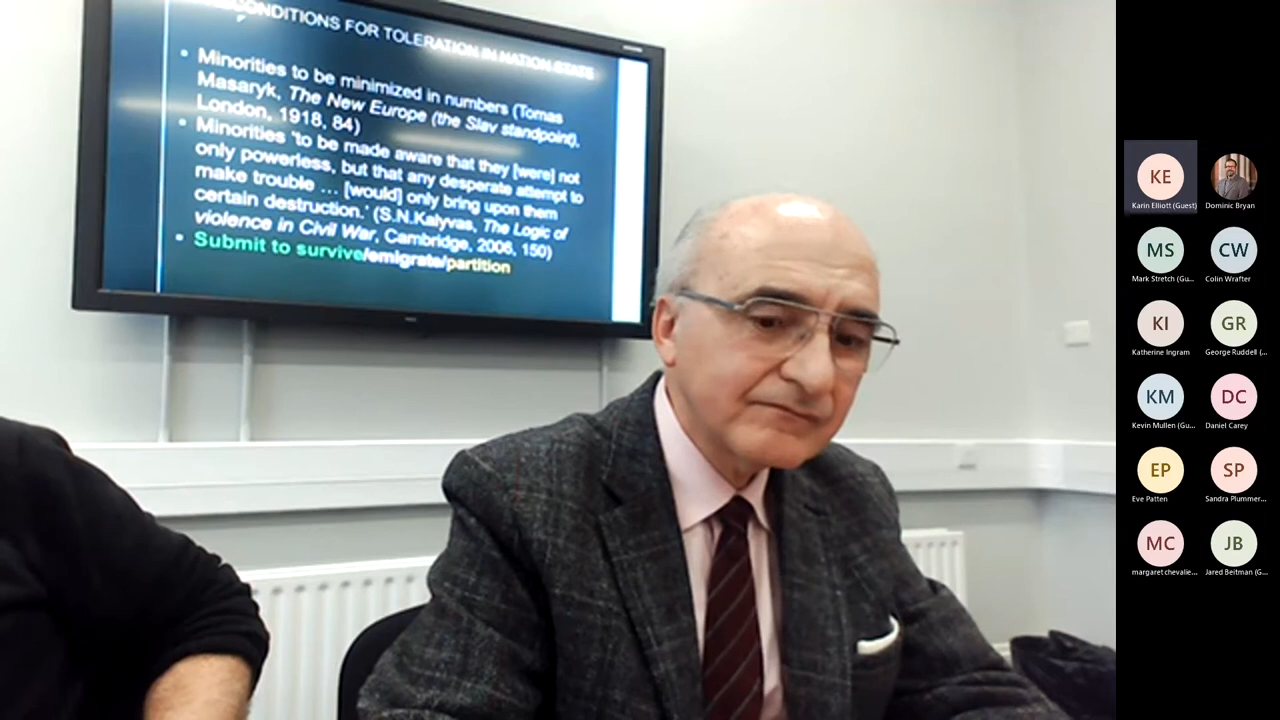 CONDITIONS FOR TOLERATION IN NATION STATE
• Minorities to be minimized in numbers (Tomas
Masaryk, The New Europe (the Slav standpoint),
London, 1918, 84)
• Minorities 'to be made aware that they [were] not
only powerless, but that any desperate attempt to
make trouble ... [would] only bring upon them
certain destruction.' (S.N.Kalyvas, The Logic of
violence in Civil War, Cambridge, 2006, 150)
• Submit to survive/emigrate/partition
KE
Karin Elliott (Guest)
Dominic Bryan
MS
Mark Stretch (Gu...
CW
Colin Wrafter
KI
Katherine Ingram
GR
George Ruddell (...
KM
Kevin Mullen (Gu...
DC
Daniel Carey
EP
Eve Patten
SP
Sandra Plummer...
MC
margaret chevalie...
JB
Jared Beitman (G...